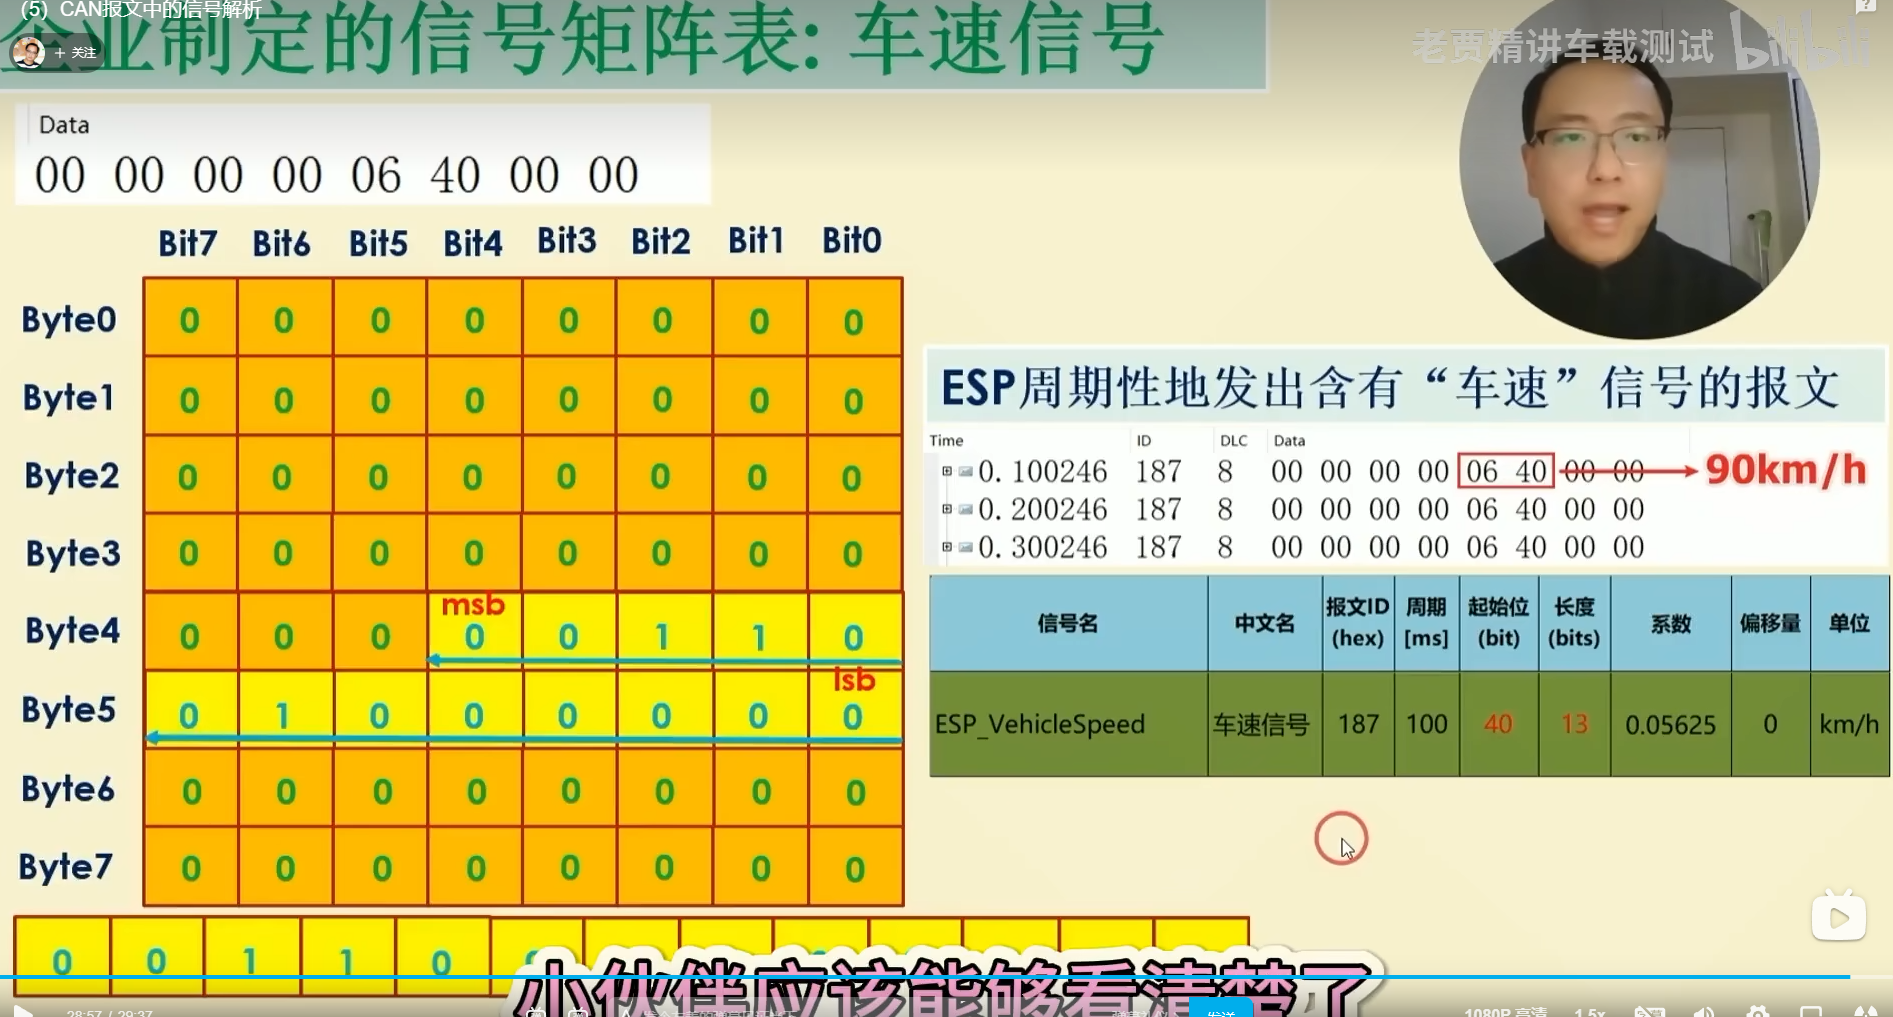 (5) CAN报文中的信号解析
+ 关注
企业制定的信号矩阵表: 车速信号
老贾精讲车载测试 bilibili
Data
00 00 00 00 06 40 00 00
Bit7 Bit6 Bit5 Bit4 Bit3 Bit2 Bit1 Bit0
Byte0 0 0 0 0 0 0 0 0
Byte1 0 0 0 0 0 0 0 0
Byte2 0 0 0 0 0 0 0 0
Byte3 0 0 0 0 0 0 0 0
msb
Byte4 0 0 0 0 0 1 1 0
lsb
Byte5 0 1 0 0 0 0 0 0
Byte6 0 0 0 0 0 0 0 0
Byte7 0 0 0 0 0 0 0 0
0 0 1 1 0
ESP周期性地发出含有“车速”信号的报文
Time ID DLC Data
0.100246 187 8 00 00 00 00 06 40 00 00 90km/h
0.200246 187 8 00 00 00 00 06 40 00 00
0.300246 187 8 00 00 00 00 06 40 00 00
信号名 中文名 报文ID (hex) 周期 [ms] 起始位 (bit) 长度 (bits) 系数 偏移量 单位
ESP_VehicleSpeed 车速信号 187 100 40 13 0.05625 0 km/h
小伙伴应该能够看清楚了
28:57 / 29:37
发送
1080P 高清 1.5x